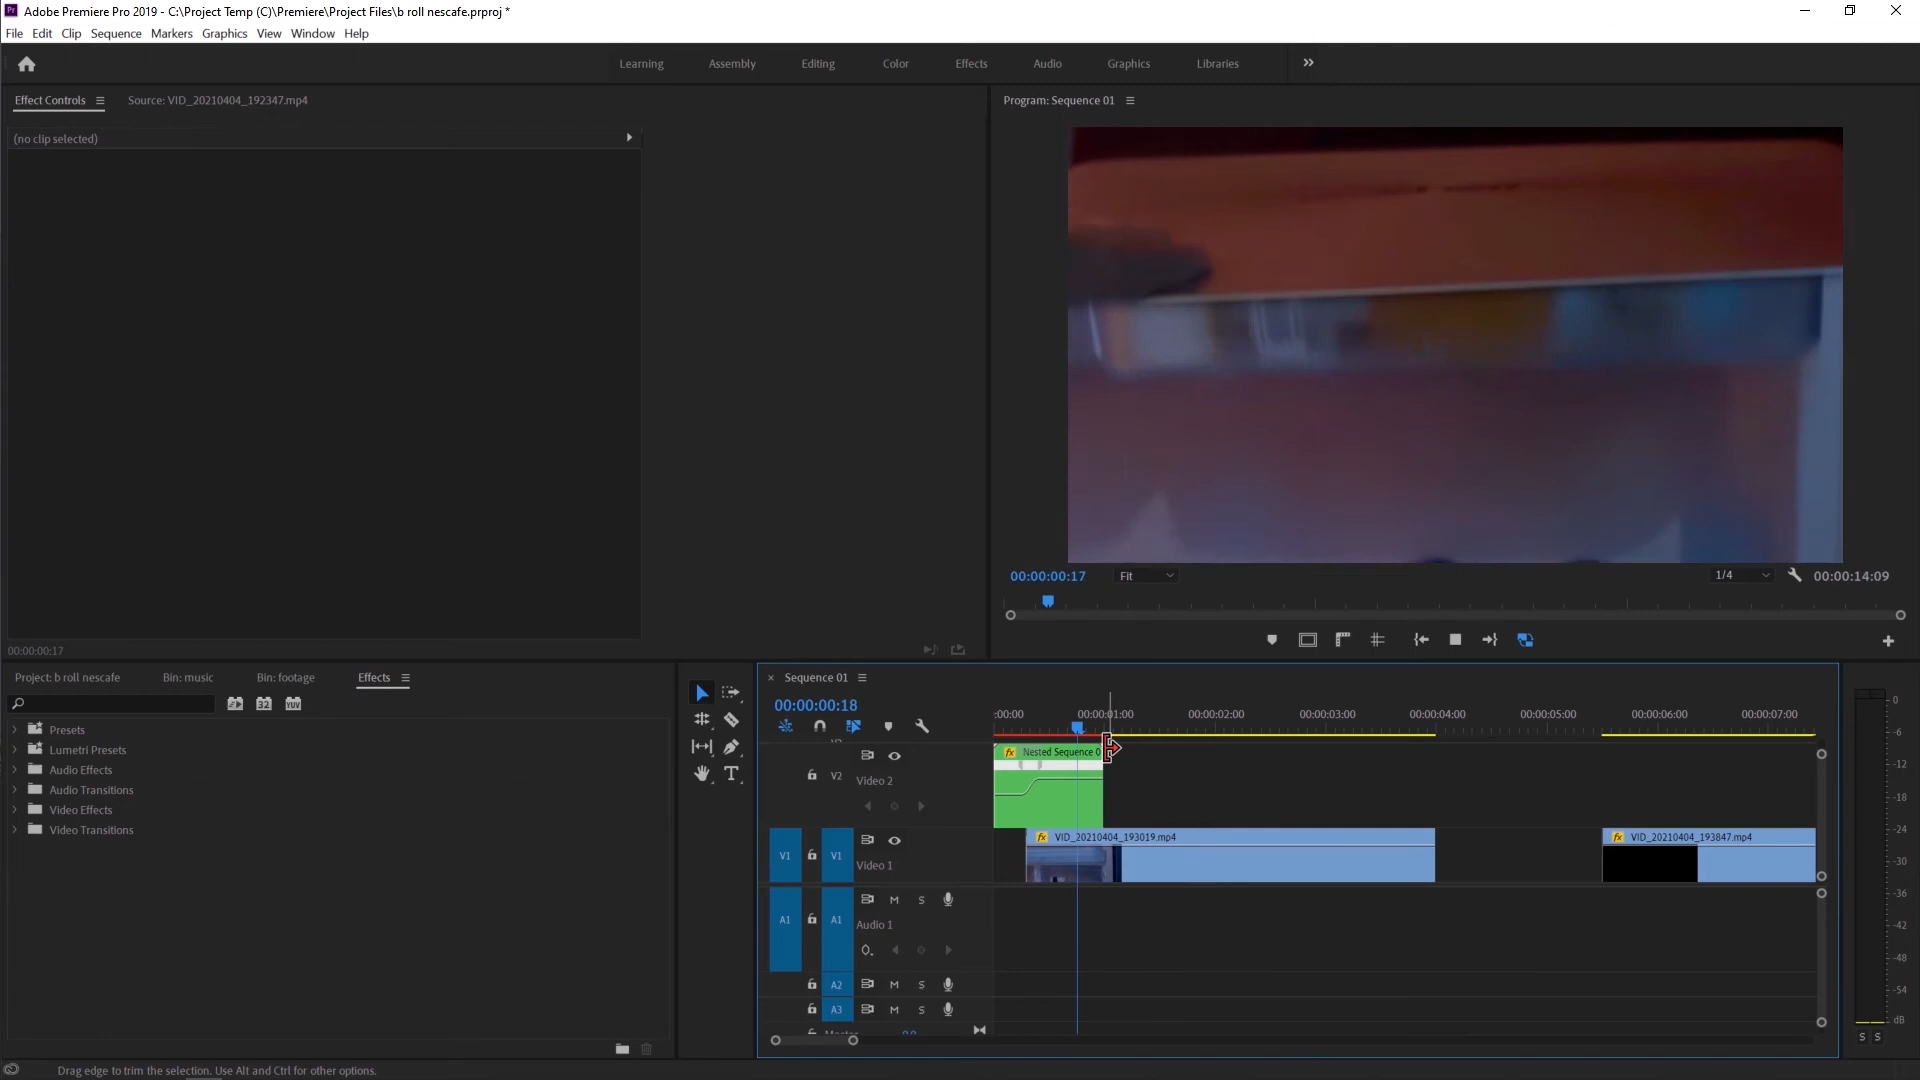 Adobe Premiere Pro 2019 - C:\Project Temp (C)\Premiere\Project Files\b roll nescafe.prproj *
File Edit Clip Sequence Markers Graphics View Window Help
Learning Assembly Editing Color Effects Audio Graphics Libraries
Effect Controls Source: VID_20210404_192347.mp4
Program: Sequence 01
(no clip selected)
00:00:00:17 Fit 1/4 00:00:14:09
00:00:00:17
Project: b roll nescafe Bin: music Bin: footage Effects
32 YUV
Presets
Lumetri Presets
Audio Effects
Audio Transitions
Video Effects
Video Transitions
× Sequence 01
00:00:00:18
:00:00 00:00:01:00 00:00:02:00 00:00:03:00 00:00:04:00 00:00:05:00 00:00:06:00 00:00:07:00
fx Nested Sequence 0
V2 Video 2
fx VID_20210404_193019.mp4 fx VID_20210404_193847.mp4
V1 V1 Video 1
A1 A1 M S
Audio 1
A2 M S
A3 M S
0
-6
-12
-18
-24
-30
-36
-42
-48
-54
dB
S S
Drag edge to trim the selection. Use Alt and Ctrl for other options.